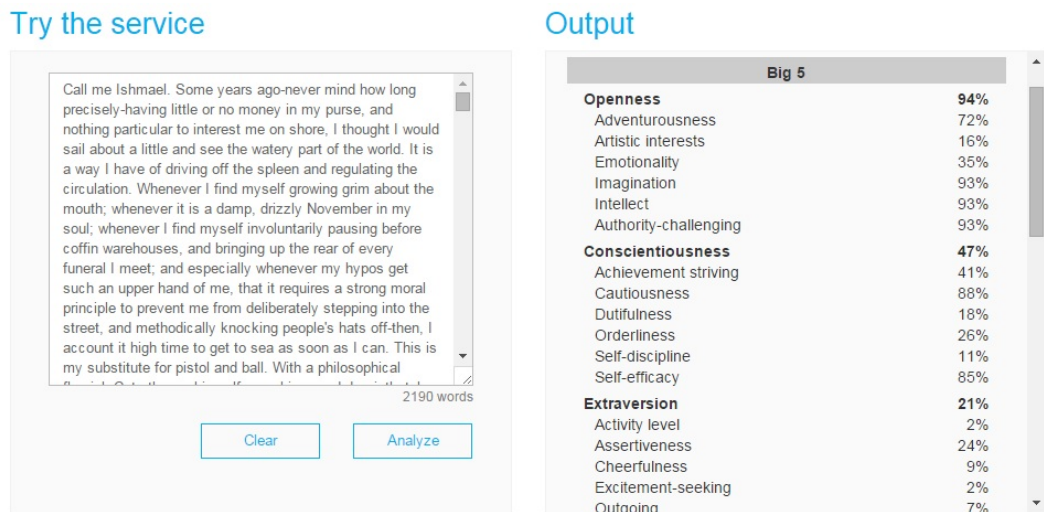 Try the service
Call me Ishmael. Some years ago-never mind how long
precisely-having little or no money in my purse, and
nothing particular to interest me on shore, I thought I would
sail about a little and see the watery part of the world. It is
a way I have of driving off the spleen and regulating the
circulation. Whenever I find myself growing grim about the
mouth; whenever it is a damp, drizzly November in my
soul; whenever I find myself involuntarily pausing before
coffin warehouses, and bringing up the rear of every
funeral I meet; and especially whenever my hypos get
such an upper hand of me, that it requires a strong moral
principle to prevent me from deliberately stepping into the
street, and methodically knocking people's hats off-then, I
account it high time to get to sea as soon as I can. This is
my substitute for pistol and ball. With a philosophical
2190 words
Clear
Analyze
Output
Big 5
Openness 94%
Adventurousness 72%
Artistic interests 16%
Emotionality 35%
Imagination 93%
Intellect 93%
Authority-challenging 93%
Conscientiousness 47%
Achievement striving 41%
Cautiousness 88%
Dutifulness 18%
Orderliness 26%
Self-discipline 11%
Self-efficacy 85%
Extraversion 21%
Activity level 2%
Assertiveness 24%
Cheerfulness 9%
Excitement-seeking 2%
Outgoing 7%